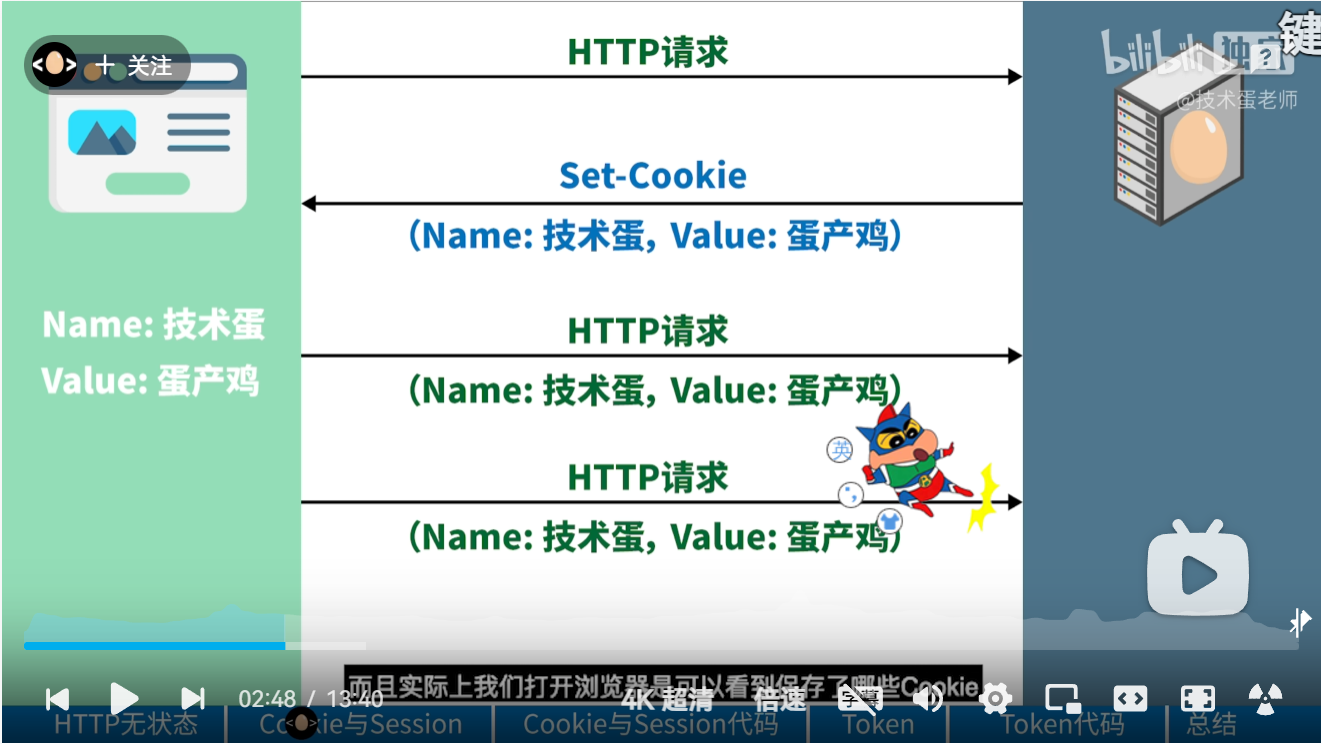 HTTP请求
键
bilibili 独家
+ 关注
@技术蛋老师
Set-Cookie
（Name: 技术蛋, Value: 蛋产鸡）
Name: 技术蛋
Value: 蛋产鸡
HTTP请求
（Name: 技术蛋, Value: 蛋产鸡）
英
HTTP请求
（Name: 技术蛋, Value: 蛋产鸡）
而且实际上我们打开浏览器是可以看到保存了哪些Cookie
02:48 / 13:40
4K 超清
倍速
字幕
HTTP无状态
Cookie与Session
Cookie与Session代码
Token
Token代码
总结